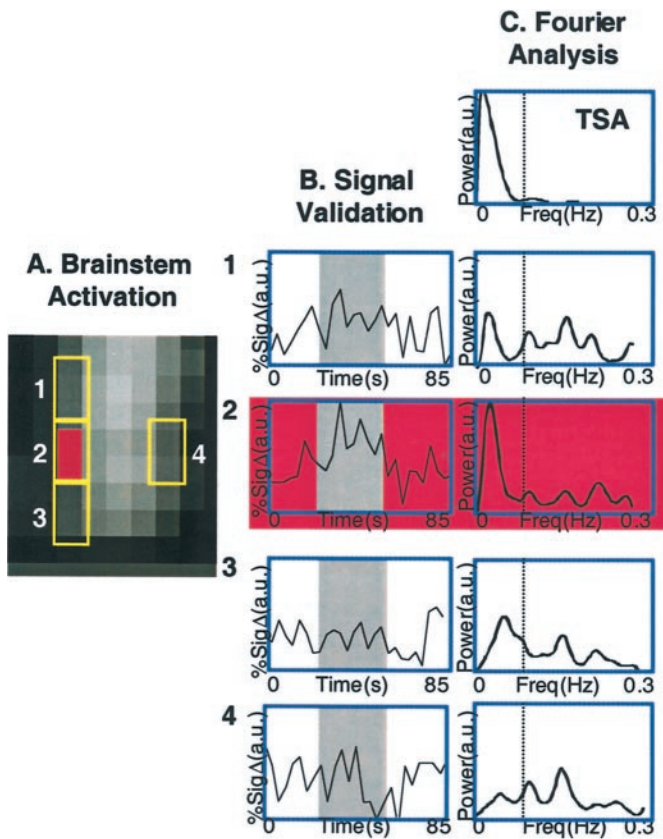 C. Fourier
Analysis
TSA
Power(a.u.)
0 Freq(Hz) 0.3
B. Signal
Validation
A. Brainstem
Activation
1
2
3
4
1
%SigΔ(a.u.)
0 Time(s) 85
Power(a.u.)
0 Freq(Hz) 0.3
2
%SigΔ(a.u.)
0 Time(s) 85
Power(a.u.)
0 Freq(Hz) 0.3
3
%SigΔ(a.u.)
0 Time(s) 85
Power(a.u.)
0 Freq(Hz) 0.3
4
%SigΔ(a.u.)
0 Time(s) 85
Power(a.u.)
0 Freq(Hz) 0.3